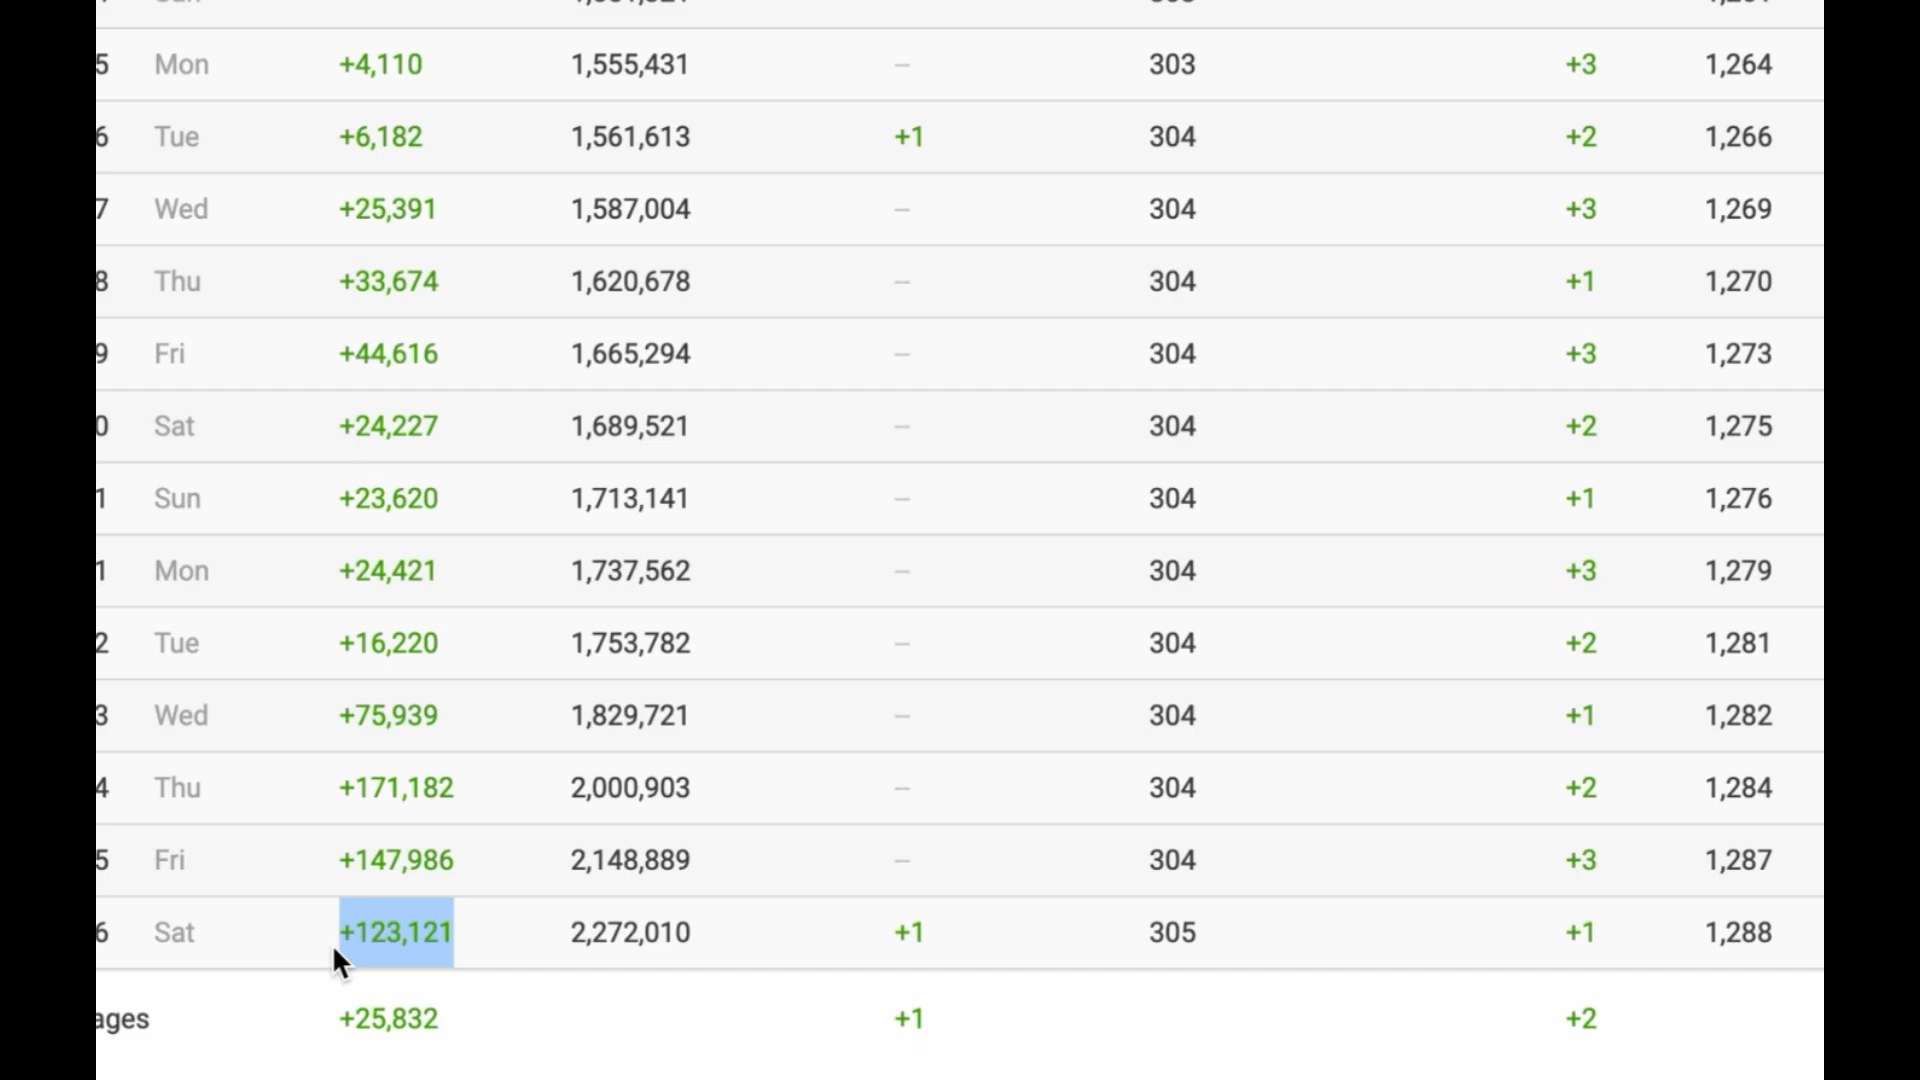 5 Mon +4,110 1,555,431 – 303 +3 1,264
6 Tue +6,182 1,561,613 +1 304 +2 1,266
7 Wed +25,391 1,587,004 – 304 +3 1,269
8 Thu +33,674 1,620,678 – 304 +1 1,270
9 Fri +44,616 1,665,294 – 304 +3 1,273
0 Sat +24,227 1,689,521 – 304 +2 1,275
1 Sun +23,620 1,713,141 – 304 +1 1,276
1 Mon +24,421 1,737,562 – 304 +3 1,279
2 Tue +16,220 1,753,782 – 304 +2 1,281
3 Wed +75,939 1,829,721 – 304 +1 1,282
4 Thu +171,182 2,000,903 – 304 +2 1,284
5 Fri +147,986 2,148,889 – 304 +3 1,287
6 Sat +123,121 2,272,010 +1 305 +1 1,288
ages +25,832 +1 +2